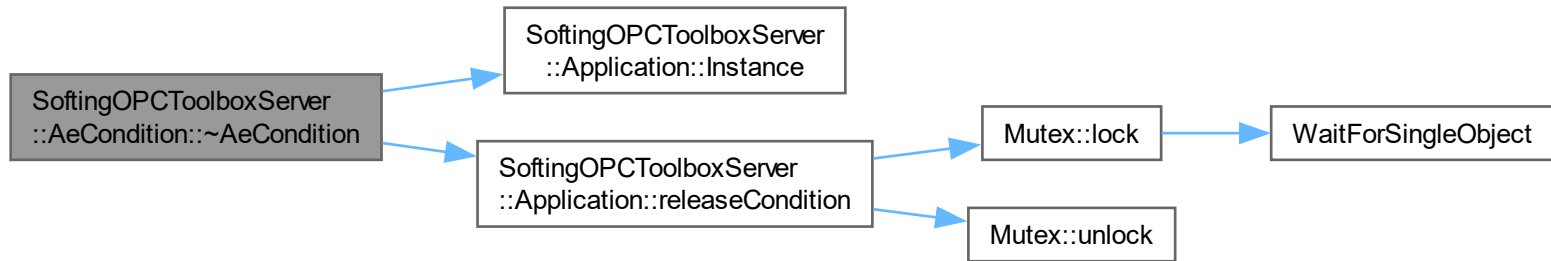 SoftingOPCToolboxServer
::AeCondition::~AeCondition
SoftingOPCToolboxServer
::Application::Instance
SoftingOPCToolboxServer
::Application::releaseCondition
Mutex::lock
WaitForSingleObject
Mutex::unlock